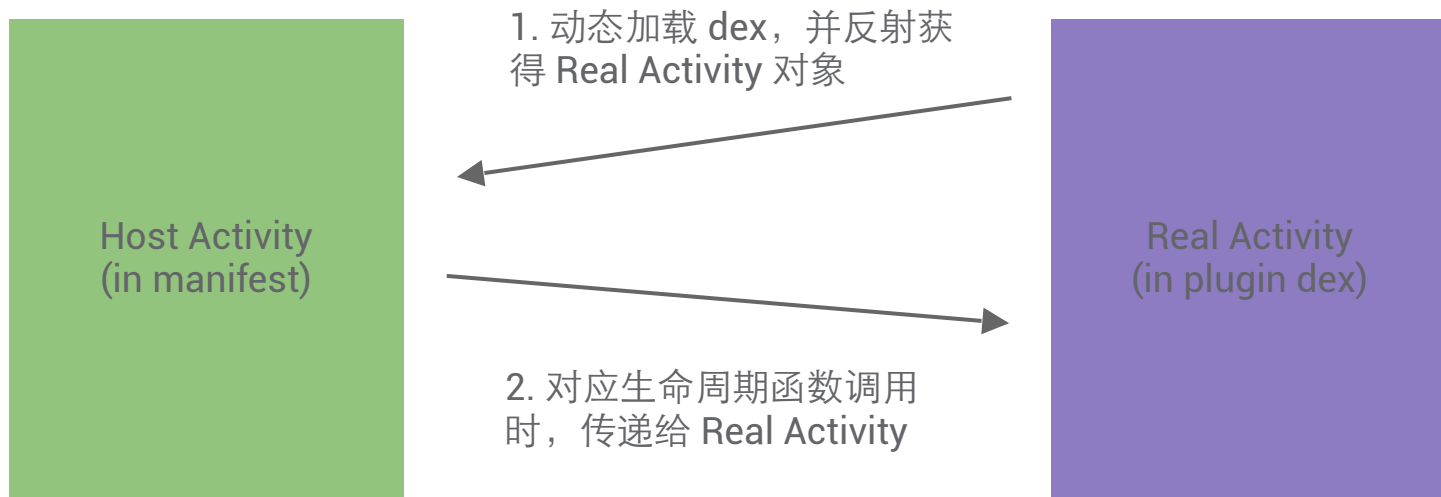 1. 动态加载 dex，并反射获
得 Real Activity 对象
Host Activity
(in manifest)
Real Activity
(in plugin dex)
2. 对应生命周期函数调用
时，传递给 Real Activity